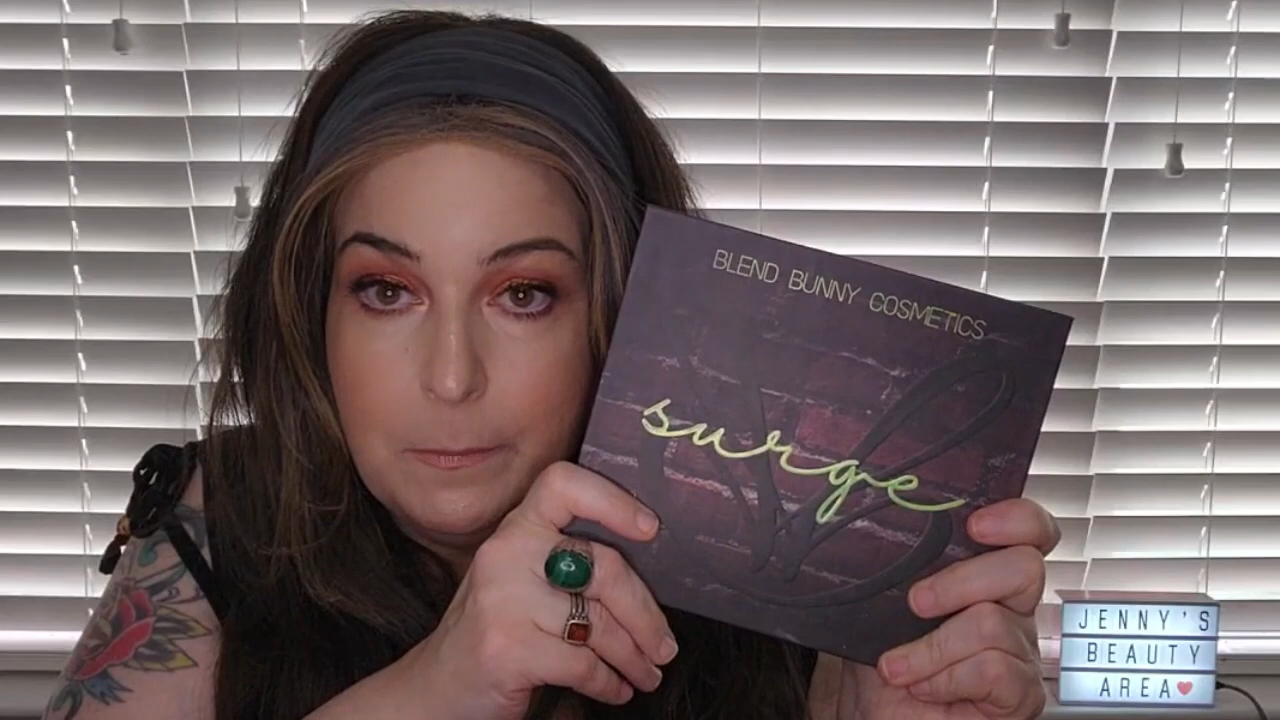 BLEND BUNNY COSMETICS
surge
JENNY'S
BEAUTY
AREA♥